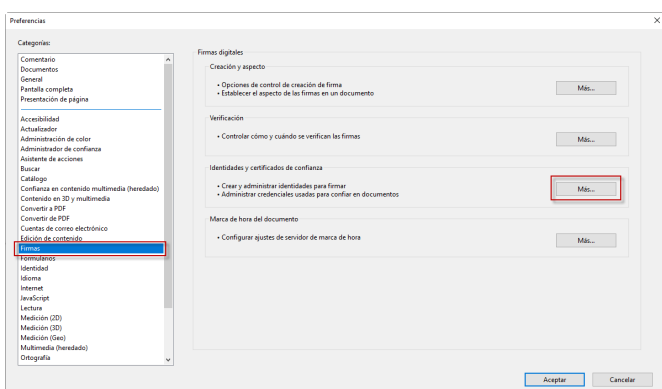 Preferencias
Categorías:
Comentario
Documentos
General
Pantalla completa
Presentación de página
Accesibilidad
Actualizador
Administración de color
Administrador de confianza
Asistente de acciones
Buscar
Catálogo
Confianza en contenido multimedia (heredado)
Contenido en 3D y multimedia
Convertir a PDF
Convertir de PDF
Cuentas de correo electrónico
Edición de contenido
Firmas
Formularios
Identidad
Idioma
Internet
JavaScript
Lectura
Medición (2D)
Medición (3D)
Medición (Geo)
Multimedia (heredado)
Ortografía
Firmas digitales
Creación y aspecto
• Opciones de control de creación de firma
• Establecer el aspecto de las firmas en un documento
Más...
Verificación
• Controlar cómo y cuándo se verifican las firmas
Más...
Identidades y certificados de confianza
• Crear y administrar identidades para firmar
• Administrar credenciales usadas para confiar en documentos
Más...
Marca de hora del documento
• Configurar ajustes de servidor de marca de hora
Más...
Aceptar
Cancelar